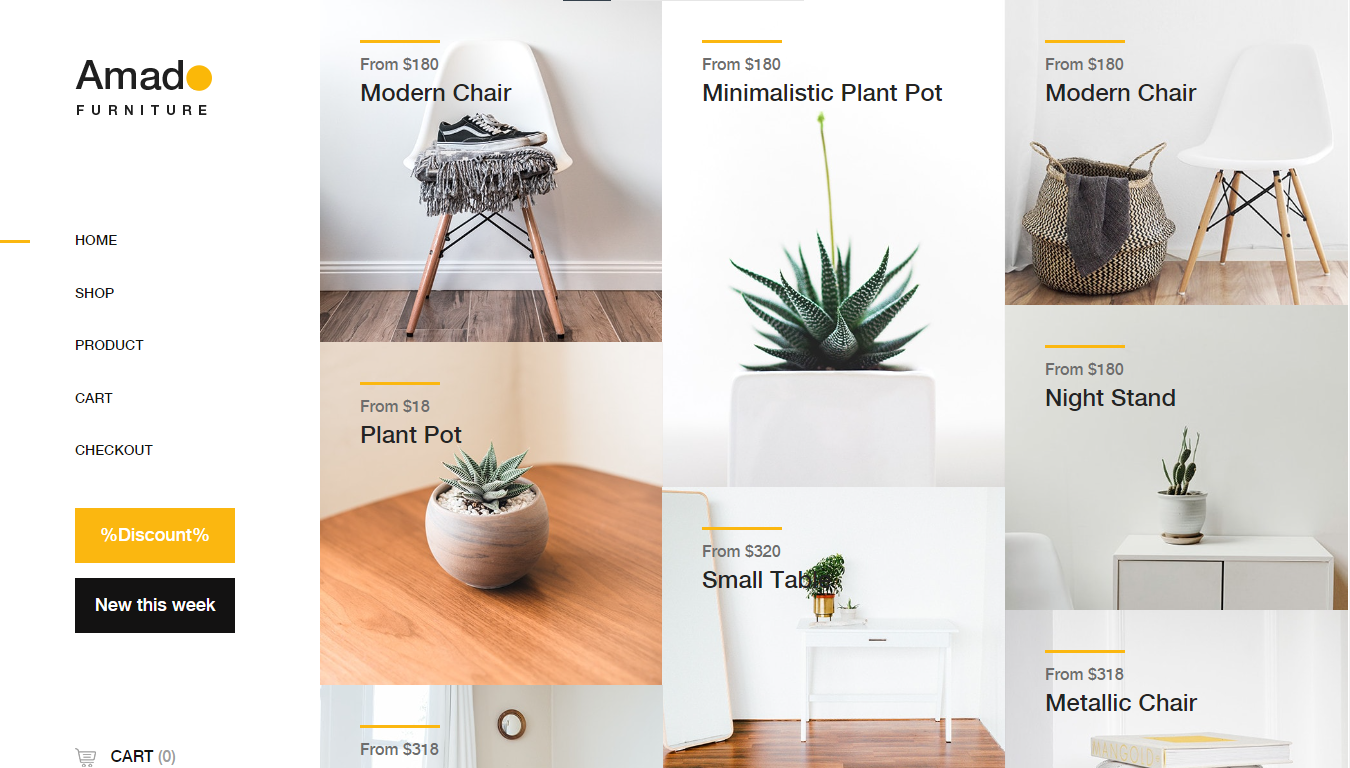 Amado
FURNITURE
HOME
SHOP
PRODUCT
CART
CHECKOUT
%Discount%
New this week
CART (0)
From $180
Modern Chair
From $18
Plant Pot
From $318
From $180
Minimalistic Plant Pot
From $320
Small Table
From $180
Modern Chair
From $180
Night Stand
From $318
Metallic Chair
MANGOLD